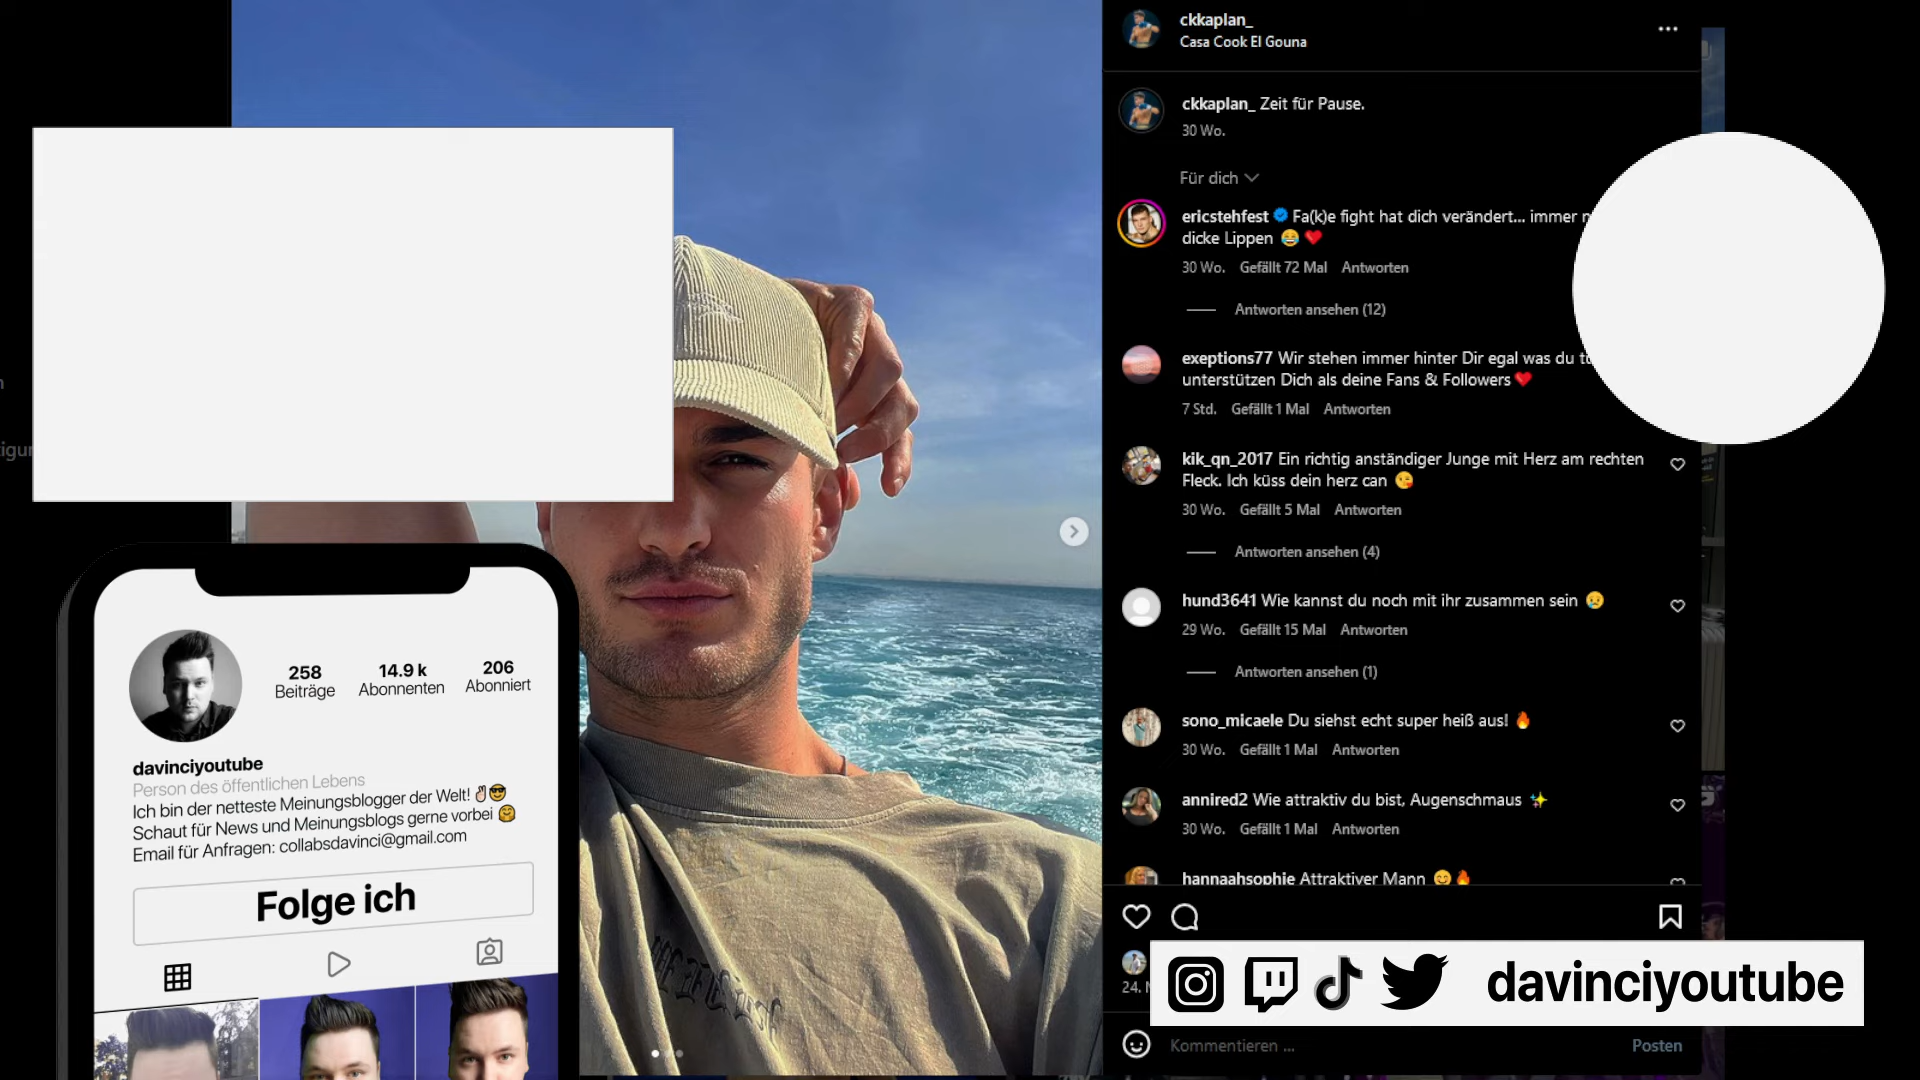 ckkaplan_
Casa Cook El Gouna
ckkaplan_ Zeit für Pause.
30 Wo.
Für dich
ericstehfest Fa(k)e fight hat dich verändert... immer
dicke Lippen 😂❤️
30 Wo. Gefällt 72 Mal Antworten
Antworten ansehen (12)
exeptions77 Wir stehen immer hinter Dir egal was du
unterstützen Dich als deine Fans & Followers❤️
7 Std. Gefällt 1 Mal Antworten
kik_qn_2017 Ein richtig anständiger Junge mit Herz am rechten
Fleck. Ich küss dein herz can 😘
30 Wo. Gefällt 5 Mal Antworten
Antworten ansehen (4)
hund3641 Wie kannst du noch mit ihr zusammen sein 😥
29 Wo. Gefällt 15 Mal Antworten
Antworten ansehen (1)
sono_micaele Du siehst echt super heiß aus! 🔥
30 Wo. Gefällt 1 Mal Antworten
annired2 Wie attraktiv du bist, Augenschmaus ✨
30 Wo. Gefällt 1 Mal Antworten
hannaahsophie Attraktiver Mann 😊🔥
24.
Kommentieren ...
Posten
258
Beiträge
14.9 k
Abonnenten
206
Abonniert
davinciyoutube
Person des öffentlichen Lebens
Ich bin der netteste Meinungsblogger der Welt! ✌🏻😎
Schaut für News und Meinungsblogs gerne vorbei 🤗
Email für Anfragen: collabsdavinci@gmail.com
Folge ich
davinciyoutube